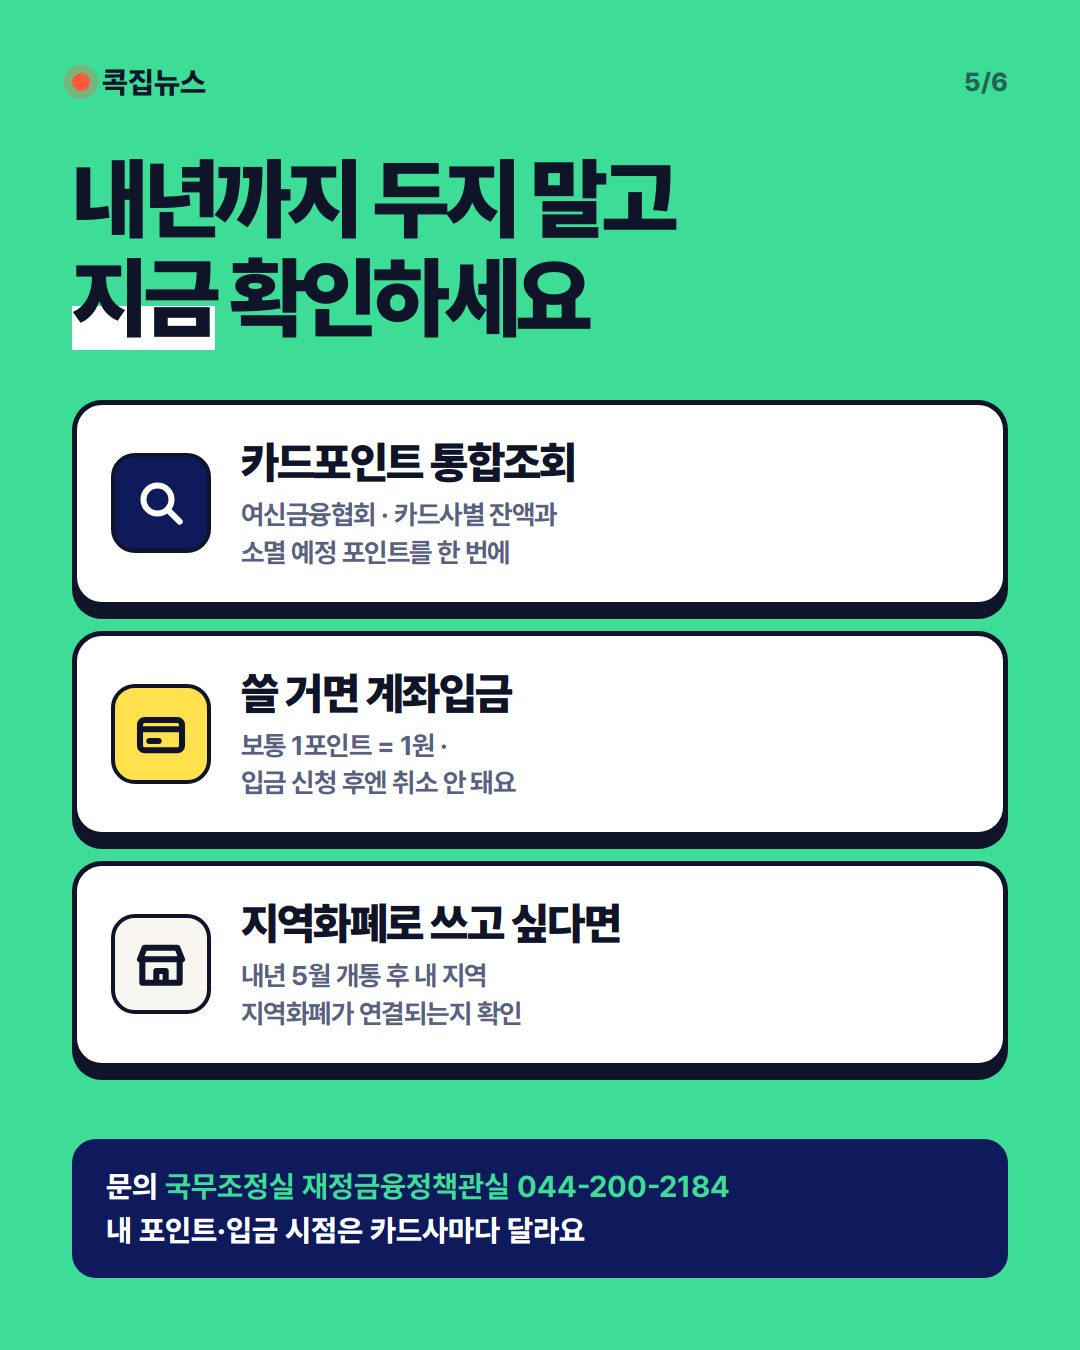 콕집뉴스
5/6
내년까지 두지 말고
지금 확인하세요
카드포인트 통합조회
여신금융협회 · 카드사별 잔액과
소멸 예정 포인트를 한 번에
쓸 거면 계좌입금
보통 1포인트 = 1원 ·
입금 신청 후엔 취소 안 돼요
지역화폐로 쓰고 싶다면
내년 5월 개통 후 내 지역
지역화폐가 연결되는지 확인
문의 국무조정실 재정금융정책관실 044-200-2184
내 포인트·입금 시점은 카드사마다 달라요